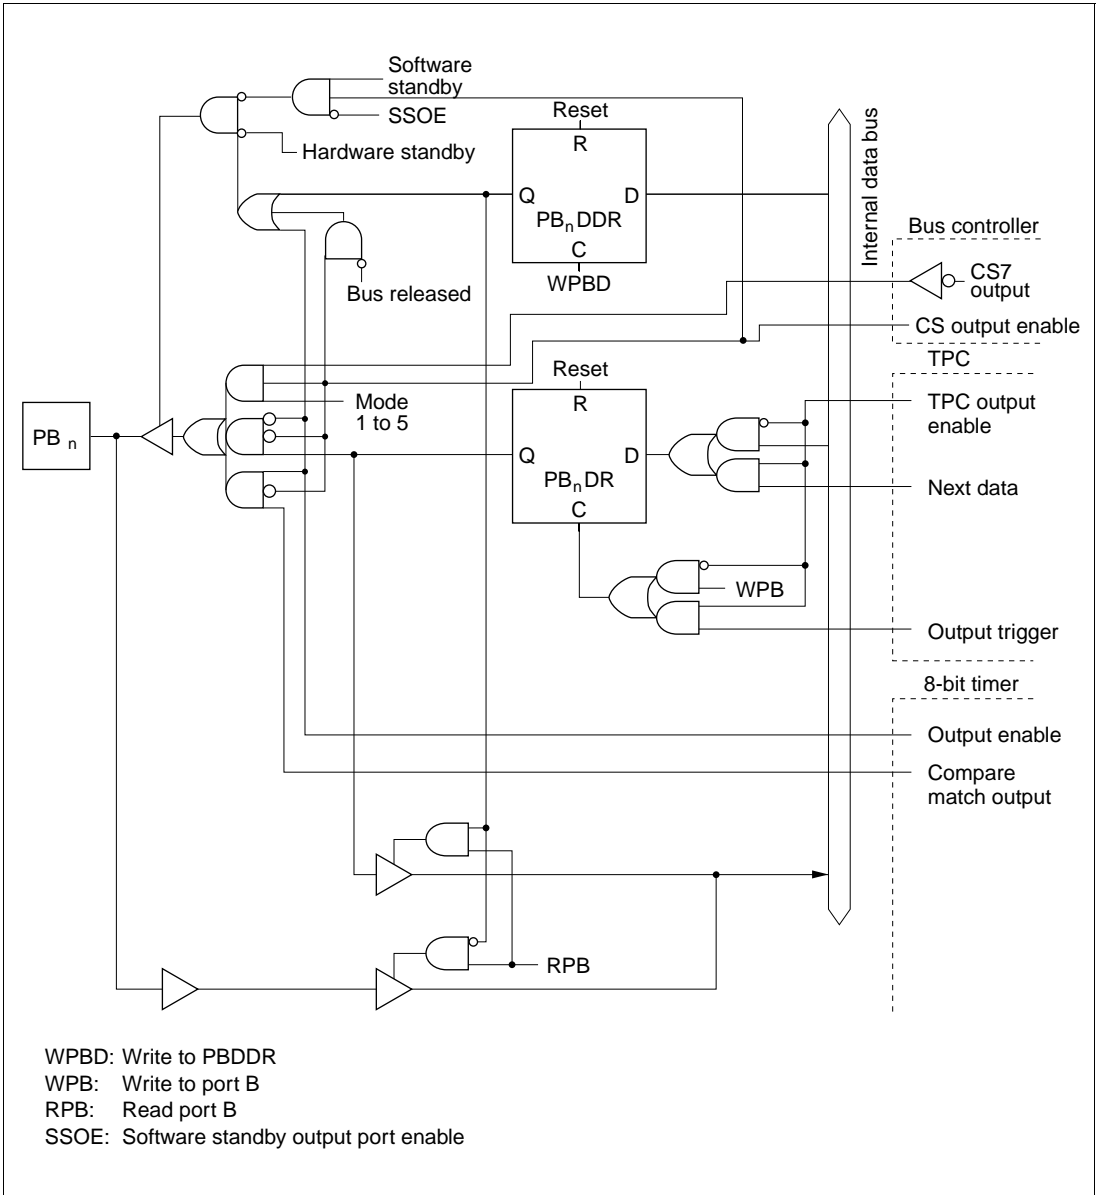 Software
standby
SSOE
Hardware standby
Reset
R
Q
D
PBnDDR
C
WPBD
Bus released
Internal data bus
Bus controller
CS7
output
CS output enable
TPC
Reset
R
Mode
1 to 5
TPC output
enable
PBn
Q
D
PBnDR
C
Next data
WPB
Output trigger
8-bit timer
Output enable
Compare
match output
RPB
WPBD: Write to PBDDR
WPB: Write to port B
RPB: Read port B
SSOE: Software standby output port enable